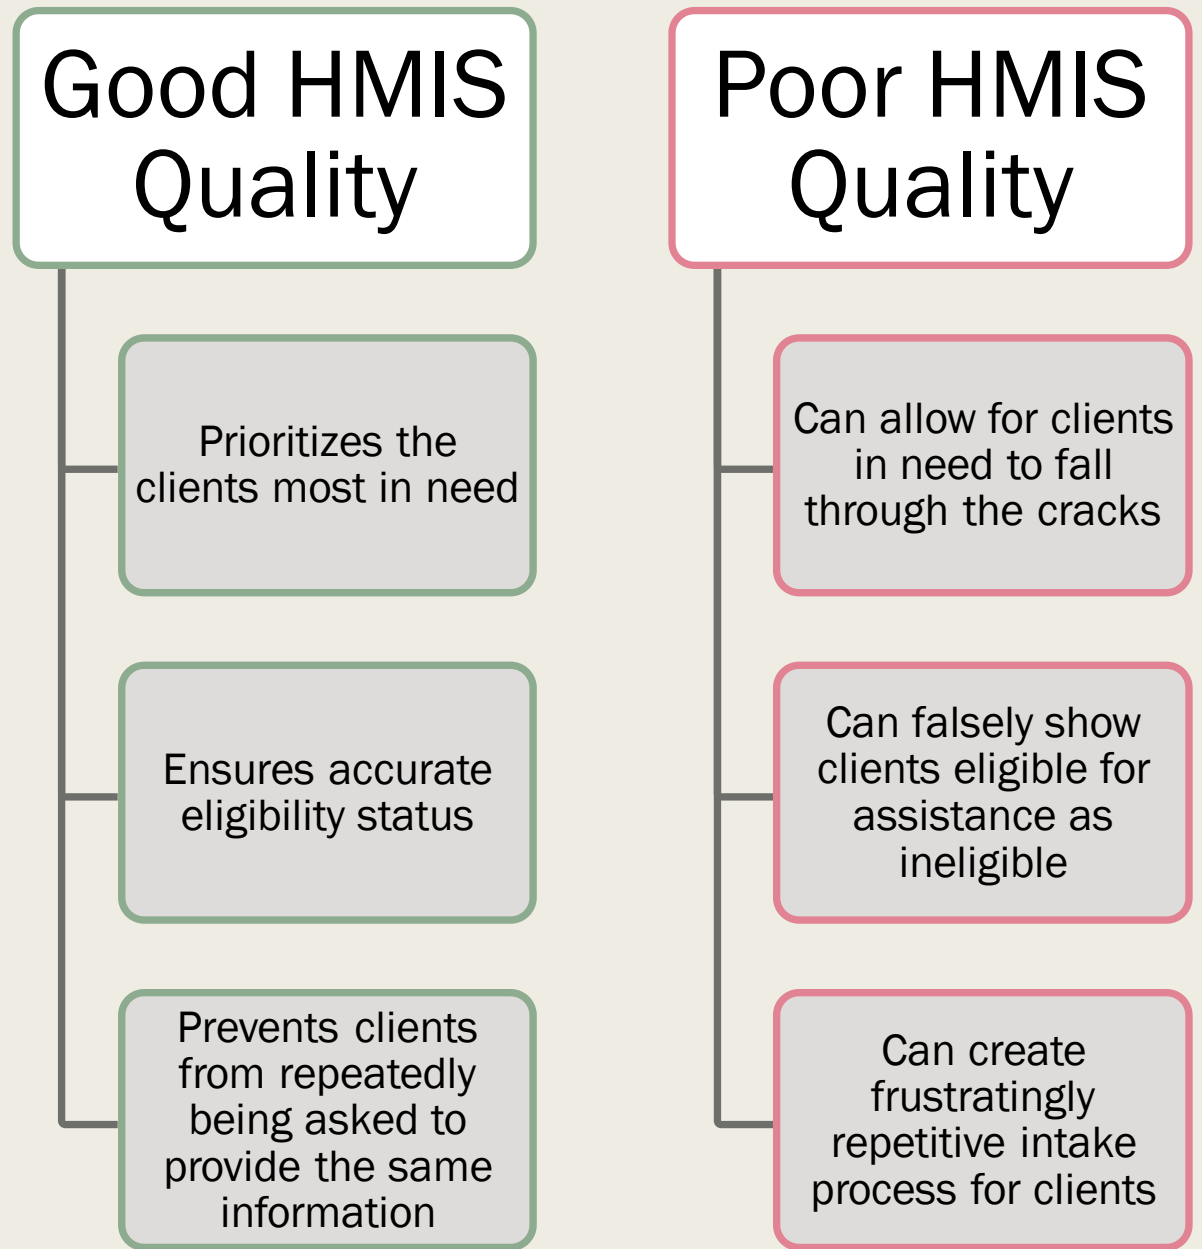 Good HMIS
Quality
Prioritizes the
clients most in need
Ensures accurate
eligibility status
Prevents clients
from repeatedly
being asked to
provide the same
information
Poor HMIS
Quality
Can allow for clients
in need to fall
through the cracks
Can falsely show
clients eligible for
assistance as
ineligible
Can create
frustratingly
repetitive intake
process for clients